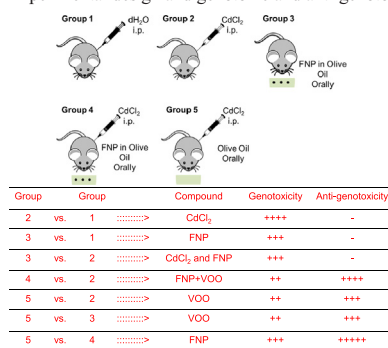 Group 1
dH₂O
i.p.
Group 2
CdCl₂
i.p.
Group 3
FNP in Olive
Oil
Orally
Group 4
CdCl₂
i.p.
FNP in Olive
Oil
Orally
Group 5
CdCl₂
i.p.
Olive Oil
Orally
Group Group Compound Genotoxicity Anti-genotoxicity
2 vs. 1 ::::::::::> CdCl₂ ++++ -
3 vs. 1 ::::::::::> FNP +++ -
3 vs. 2 ::::::::::> CdCl₂ and FNP +++ -
4 vs. 2 ::::::::::> FNP+VOO ++ ++++
5 vs. 2 ::::::::::> VOO ++ +++
5 vs. 3 ::::::::::> VOO ++ +++
5 vs. 4 ::::::::::> FNP +++ +++++